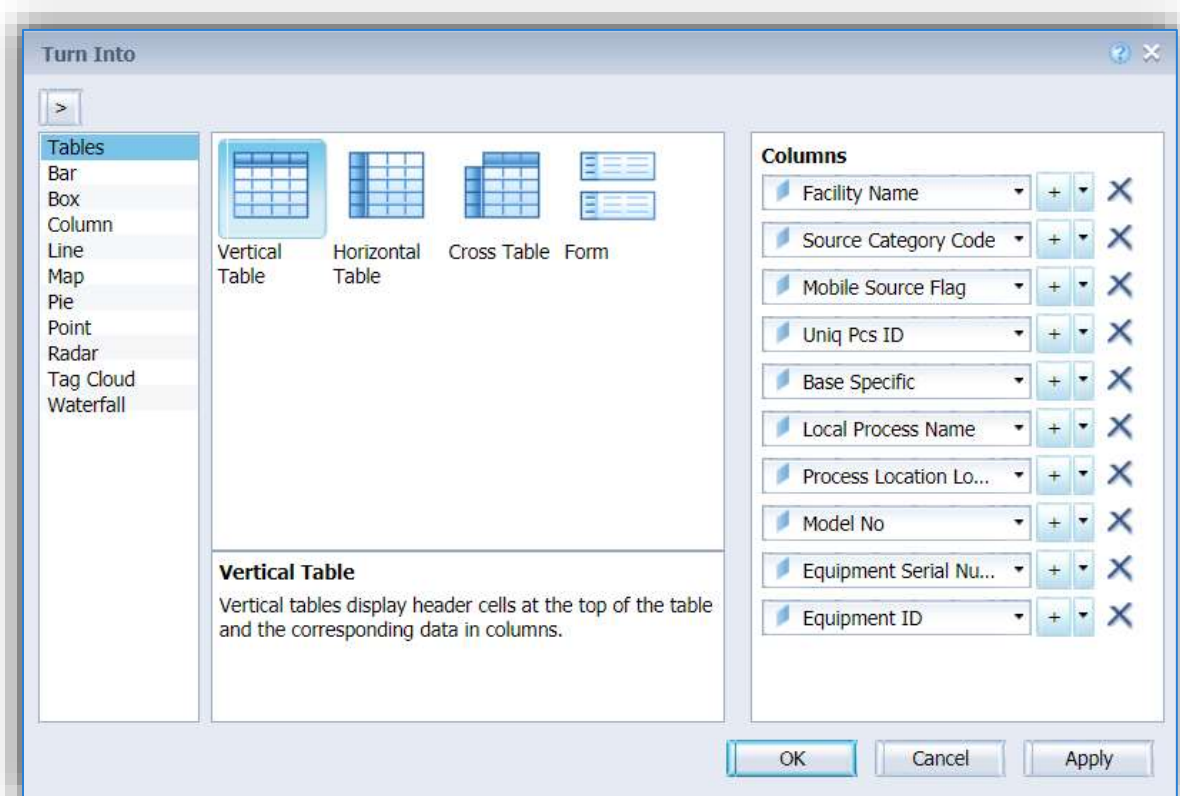 Turn Into
>
Tables
Bar
Box
Column
Line
Map
Pie
Point
Radar
Tag Cloud
Waterfall
Vertical
Table
Horizontal
Table
Cross Table
Form
Vertical Table
Vertical tables display header cells at the top of the table
and the corresponding data in columns.
Columns
Facility Name
Source Category Code
Mobile Source Flag
Uniq Pcs ID
Base Specific
Local Process Name
Process Location Lo...
Model No
Equipment Serial Nu...
Equipment ID
OK
Cancel
Apply